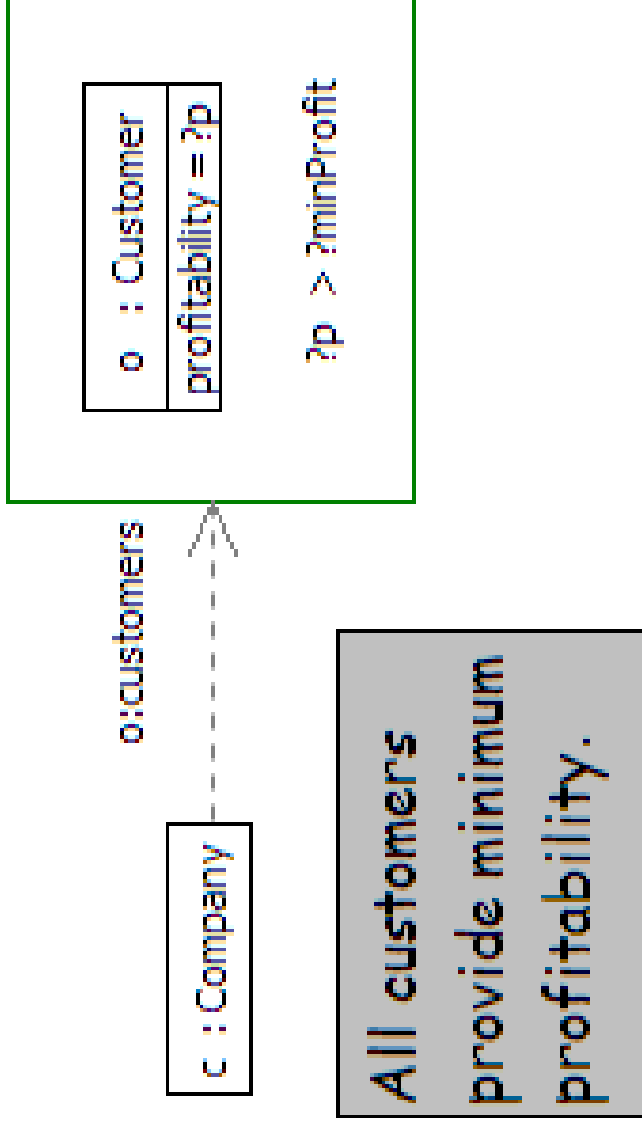 c :Company
o:customers
o : Customer
profitability = ?p
?p > ?minProfit
All customers
provide minimum
profitability.